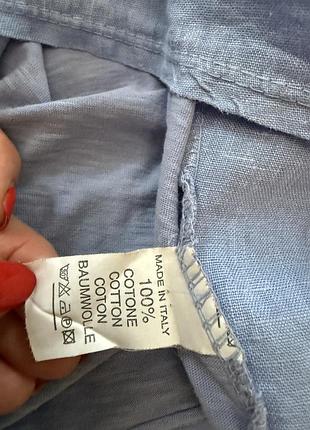 MADE IN ITALY
100%
COTONE
COTTON
COTON
BAUMWOLLE